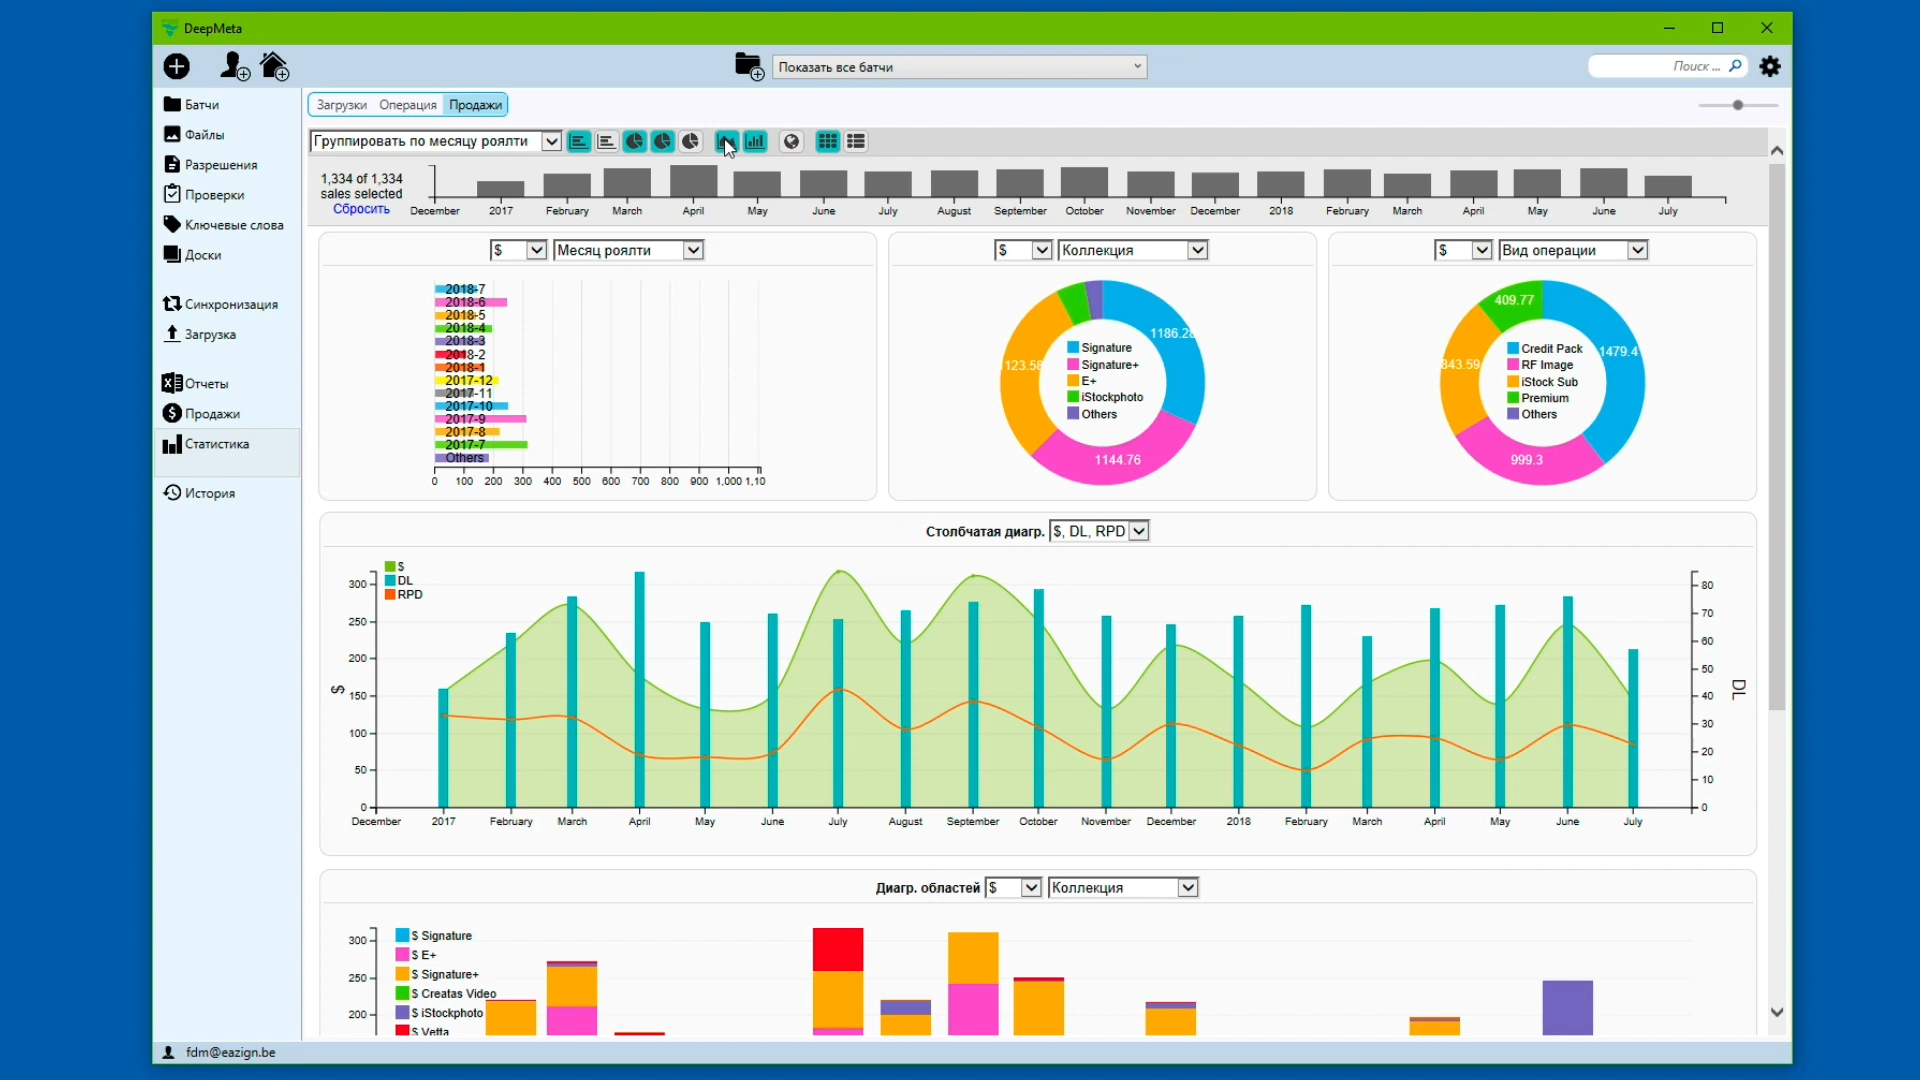 DeepMeta
Показать все батчи
Поиск ...
Батчи
Файлы
Разрешения
Проверки
Ключевые слова
Доски
Синхронизация
Загрузка
Отчеты
Продажи
Статистика
История
Загрузки Операция Продажи
Группировать по месяцу роялти
1,334 of 1,334
sales selected
Сбросить
December 2017 February March April May June July August September October November December 2018 February March April May June July
$ Месяц роялти
2018-7
2018-6
2018-5
2018-4
2018-3
2018-2
2018-1
2017-12
2017-11
2017-10
2017-9
2017-8
2017-7
Others
0 100 200 300 400 500 600 700 800 900 1,000 1,10
$ Коллекция
1186.28
123.58
1144.76
Signature
Signature+
E+
iStockphoto
Others
$ Вид операции
409.77
1479.4
843.59
999.3
Credit Pack
RF Image
iStock Sub
Premium
Others
Столбчатая диагр. $, DL, RPD
$
DL
RPD
$
300
250
200
150
100
50
0
DL
80
70
60
50
40
30
20
10
0
December 2017 February March April May June July August September October November December 2018 February March April May June July
Диагр. областей $ Коллекция
300
250
200
$ Signature
$ E+
$ Signature+
$ Creatas Video
$ iStockphoto
$ Vetta
fdm@eazign.be